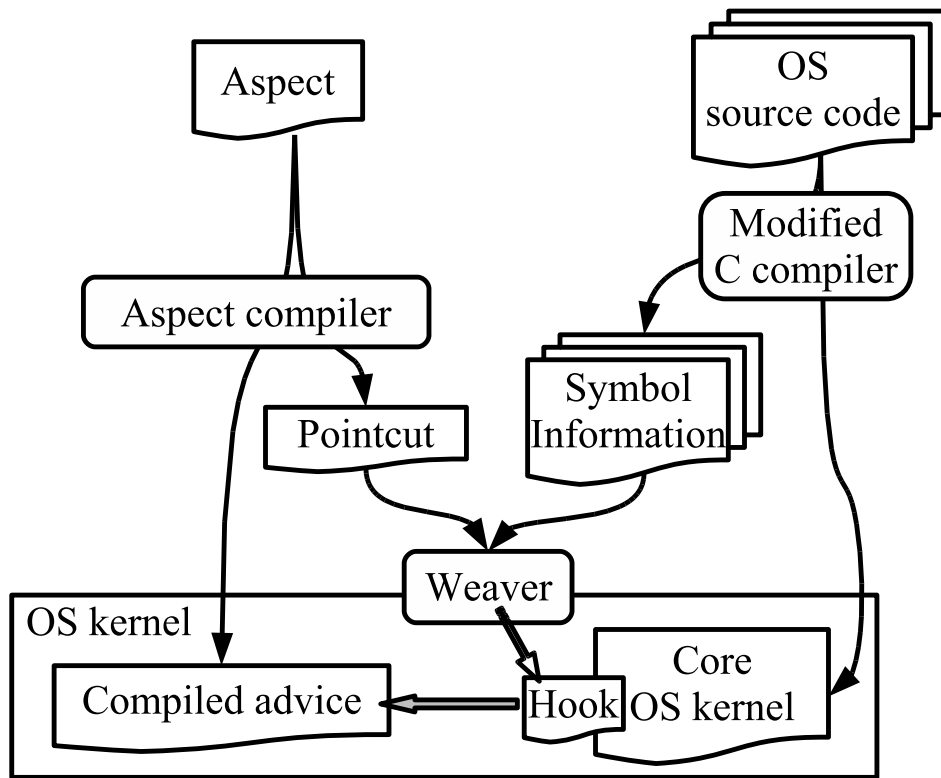 Aspect
OS
source code
Modified
C compiler
Aspect compiler
Symbol
Information
Pointcut
Weaver
OS kernel
Core
OS kernel
Compiled advice
Hook